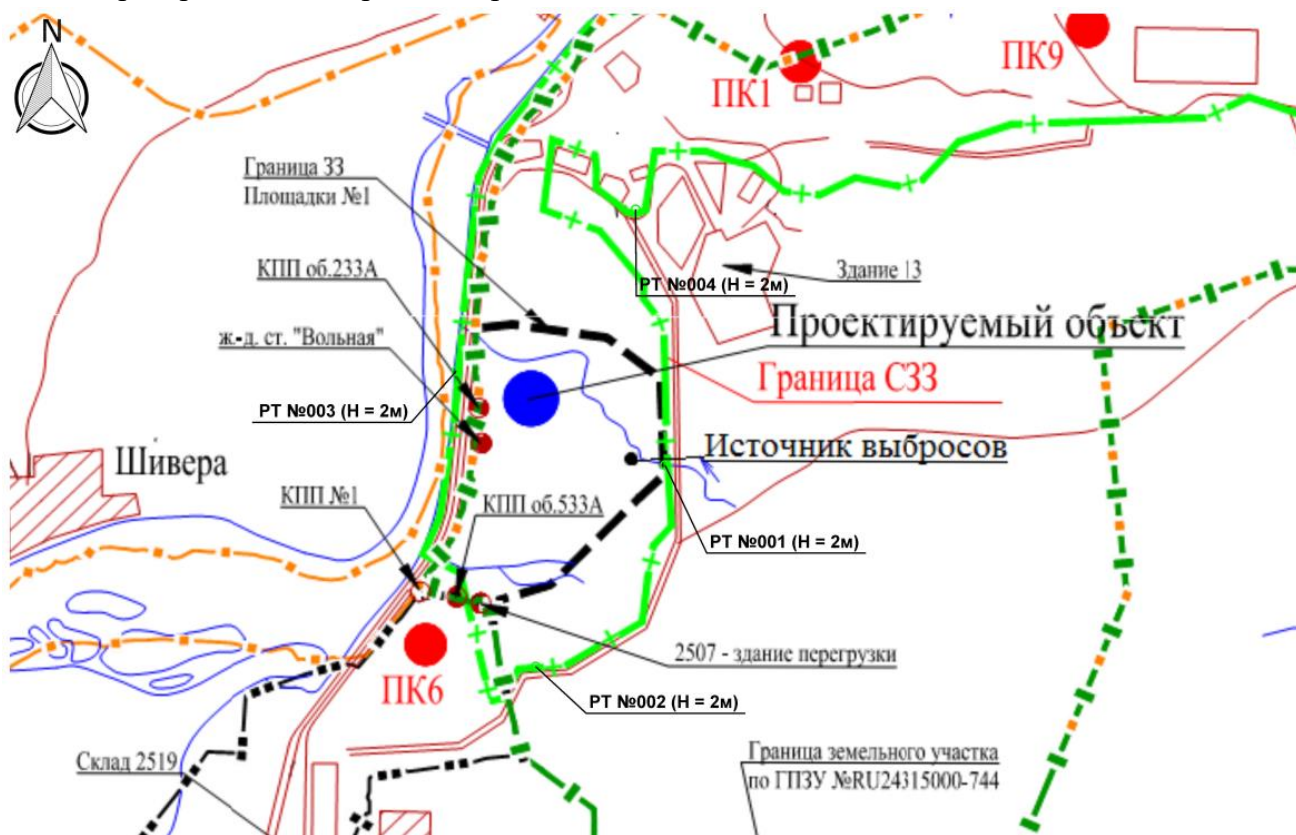 N
ПК9
ПК1
Граница ЗЗ
Площадки №1
КПП об.233А
Здание 13
РТ №004 (Н = 2м)
Проектируемый объект
ж-д. ст. "Вольная"
Граница СЗЗ
РТ №003 (Н = 2м)
Источник выбросов
Шивера
КПП №1
КПП об.533А
РТ №001 (Н = 2м)
2507 - здание перегрузки
ПК6
РТ №002 (Н = 2м)
Склад 2519
Граница земельного участка
по ГПЗУ №RU24315000-744